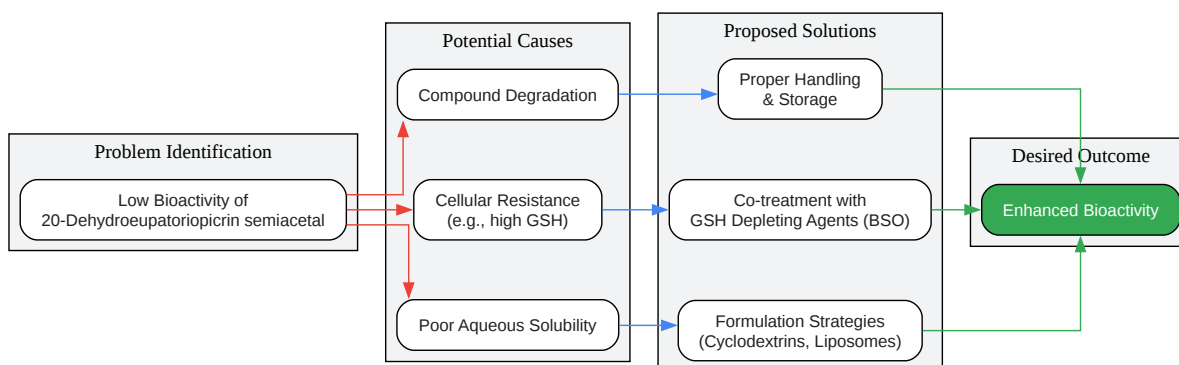 Problem Identification
Low Bioactivity of
20-Dehydroeupatoriopicrin semiacetal
Potential Causes
Compound Degradation
Cellular Resistance
(e.g., high GSH)
Poor Aqueous Solubility
Proposed Solutions
Proper Handling
& Storage
Co-treatment with
GSH Depleting Agents (BSO)
Formulation Strategies
(Cyclodextrins, Liposomes)
Desired Outcome
Enhanced Bioactivity